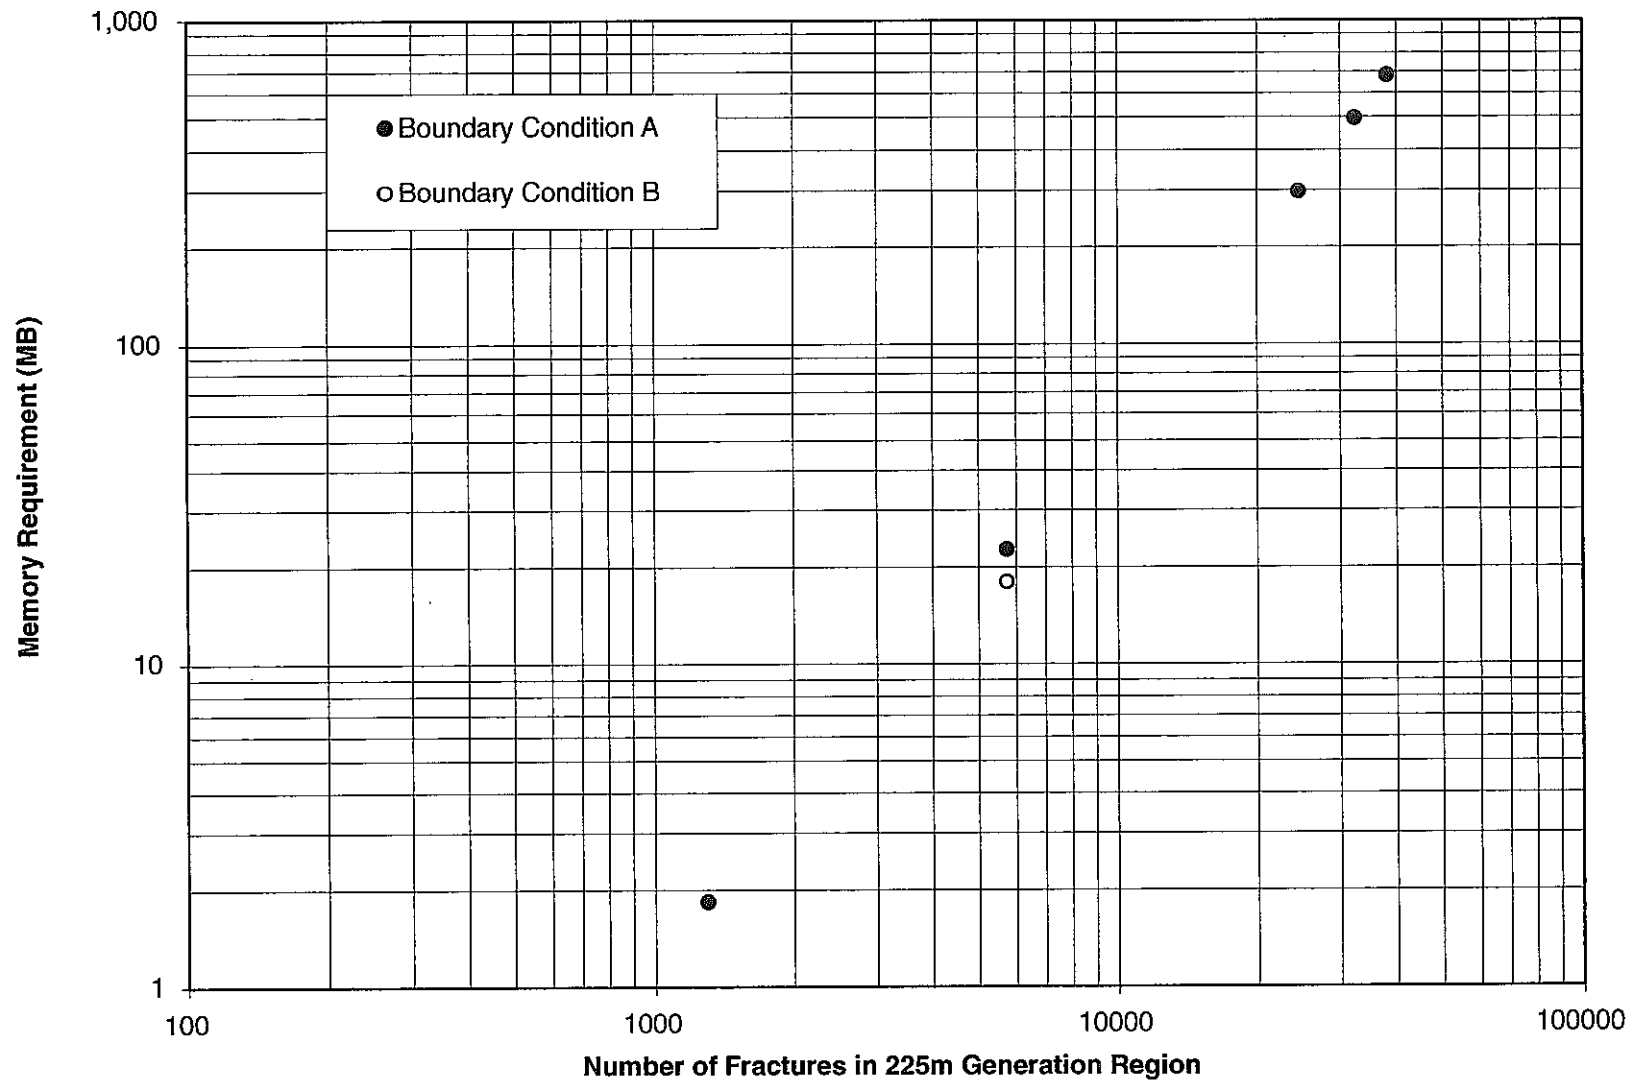 1,000
100
10
1
Memory Requirement (MB)
Boundary Condition A
Boundary Condition B
100
1000
10000
100000
Number of Fractures in 225m Generation Region